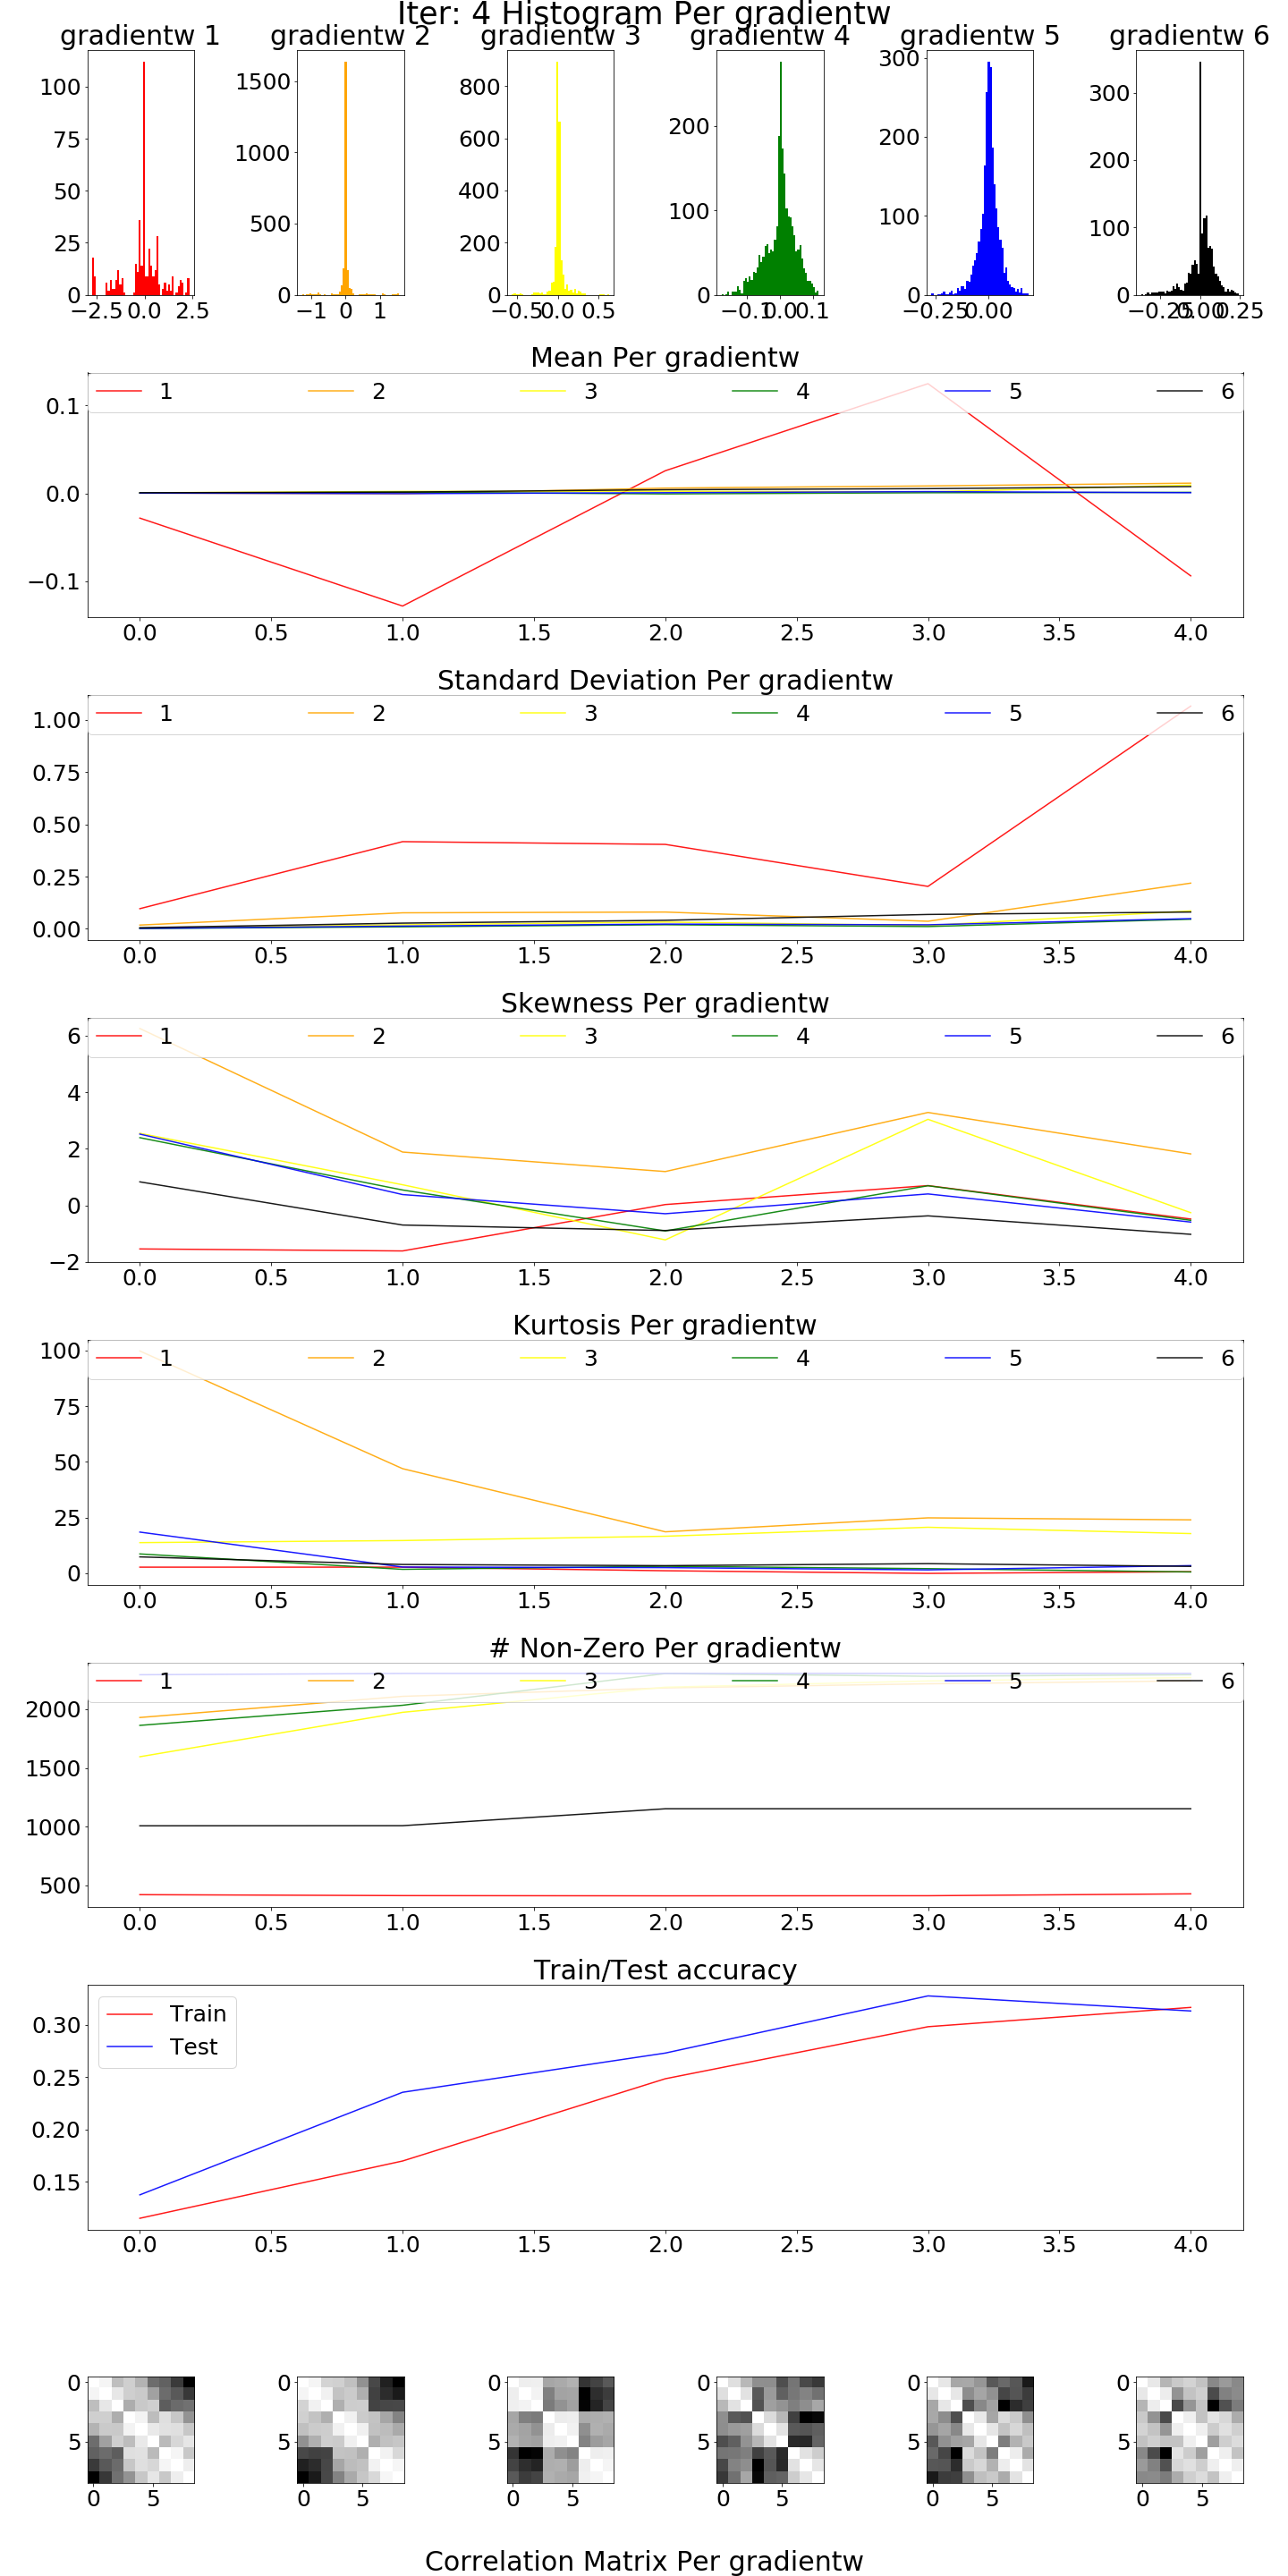 Iter: 4 Histogram Per gradientw
gradientw 1 gradientw 2 gradientw 3 gradientw 4 gradientw 5 gradientw 6
100 75 50 25 0
−2.5 0.0 2.5
1500 1000 500 0
−1 0 1
800 600 400 200 0
−0.5 0.0 0.5
200 100 0
−0.1 0.0 0.1
300 200 100 0
−0.25 0.00
300 200 100 0
−0.25 0.00 0.25
Mean Per gradientw
1 2 3 4 5 6
0.1
0.0
−0.1
0.0 0.5 1.0 1.5 2.0 2.5 3.0 3.5 4.0
Standard Deviation Per gradientw
1 2 3 4 5 6
1.00
0.75
0.50
0.25
0.00
0.0 0.5 1.0 1.5 2.0 2.5 3.0 3.5 4.0
Skewness Per gradientw
1 2 3 4 5 6
6
4
2
0
−2
0.0 0.5 1.0 1.5 2.0 2.5 3.0 3.5 4.0
Kurtosis Per gradientw
1 2 3 4 5 6
100
75
50
25
0
0.0 0.5 1.0 1.5 2.0 2.5 3.0 3.5 4.0
# Non-Zero Per gradientw
1 2 3 4 5 6
2000
1500
1000
500
0.0 0.5 1.0 1.5 2.0 2.5 3.0 3.5 4.0
Train/Test accuracy
Train
Test
0.30
0.25
0.20
0.15
0.0 0.5 1.0 1.5 2.0 2.5 3.0 3.5 4.0
0 0 0 0 0 0
5 5 5 5 5 5
0 5 0 5 0 5 0 5 0 5 0 5
Correlation Matrix Per gradientw